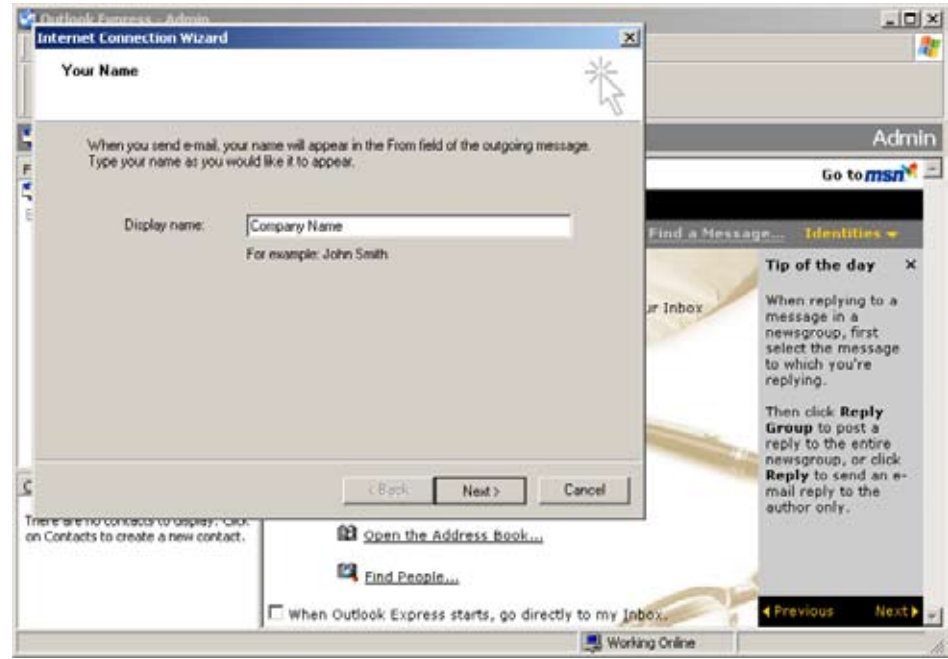 Outlook Express - Admin
Internet Connection Wizard
Your Name
When you send e-mail, your name will appear in the From field of the outgoing message.
Type your name as you would like it to appear.
Display name:
Company Name
For example: John Smith
< Back
Next >
Cancel
Admin
Go to msn
Find a Message...
Identities
ur Inbox
Tip of the day
When replying to a
message in a
newsgroup, first
select the message
to which you're
replying.
Then click Reply
Group to post a
reply to the entire
newsgroup, or click
Reply to send an e-
mail reply to the
author only.
Previous
Next
There are no contacts to display. Click
on Contacts to create a new contact.
Open the Address Book...
Find People...
When Outlook Express starts, go directly to my Inbox.
Working Online